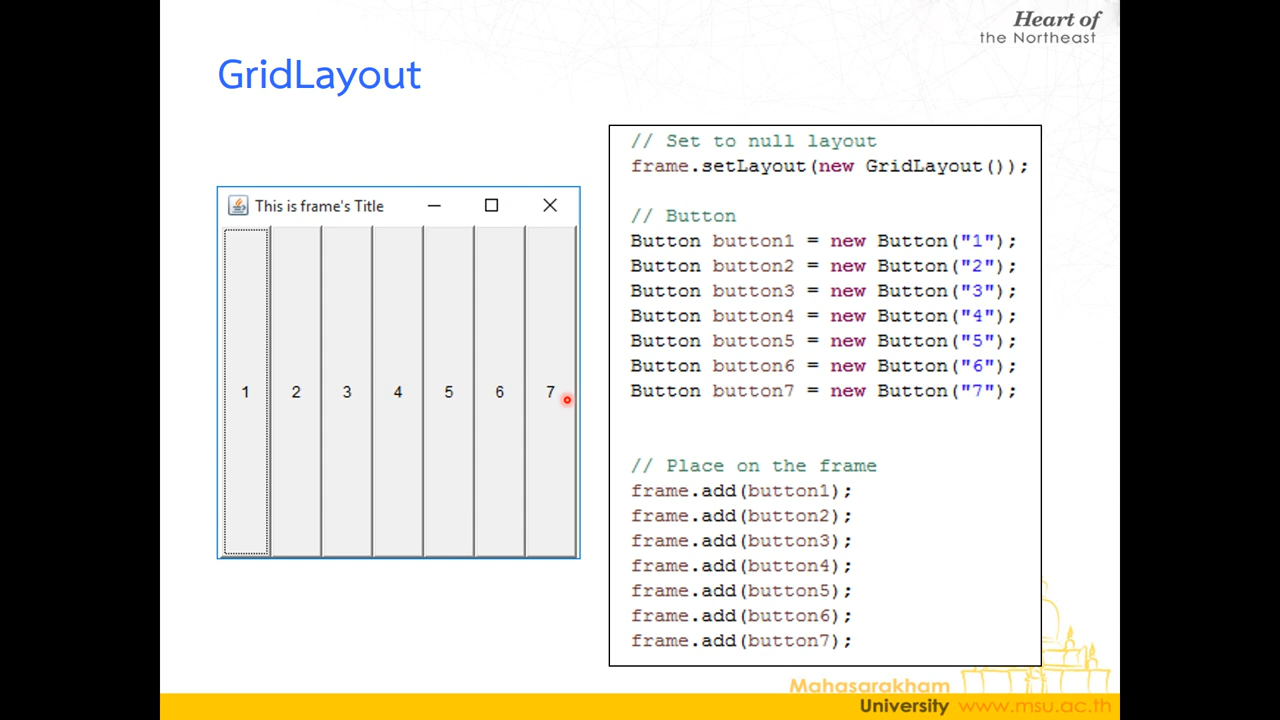 Heart of
the Northeast
GridLayout
This is frame's Title
1 2 3 4 5 6 7
// Set to null layout
frame.setLayout(new GridLayout());
// Button
Button button1 = new Button("1");
Button button2 = new Button("2");
Button button3 = new Button("3");
Button button4 = new Button("4");
Button button5 = new Button("5");
Button button6 = new Button("6");
Button button7 = new Button("7");
// Place on the frame
frame.add(button1);
frame.add(button2);
frame.add(button3);
frame.add(button4);
frame.add(button5);
frame.add(button6);
frame.add(button7);
Mahasarakham
University www.msu.ac.th